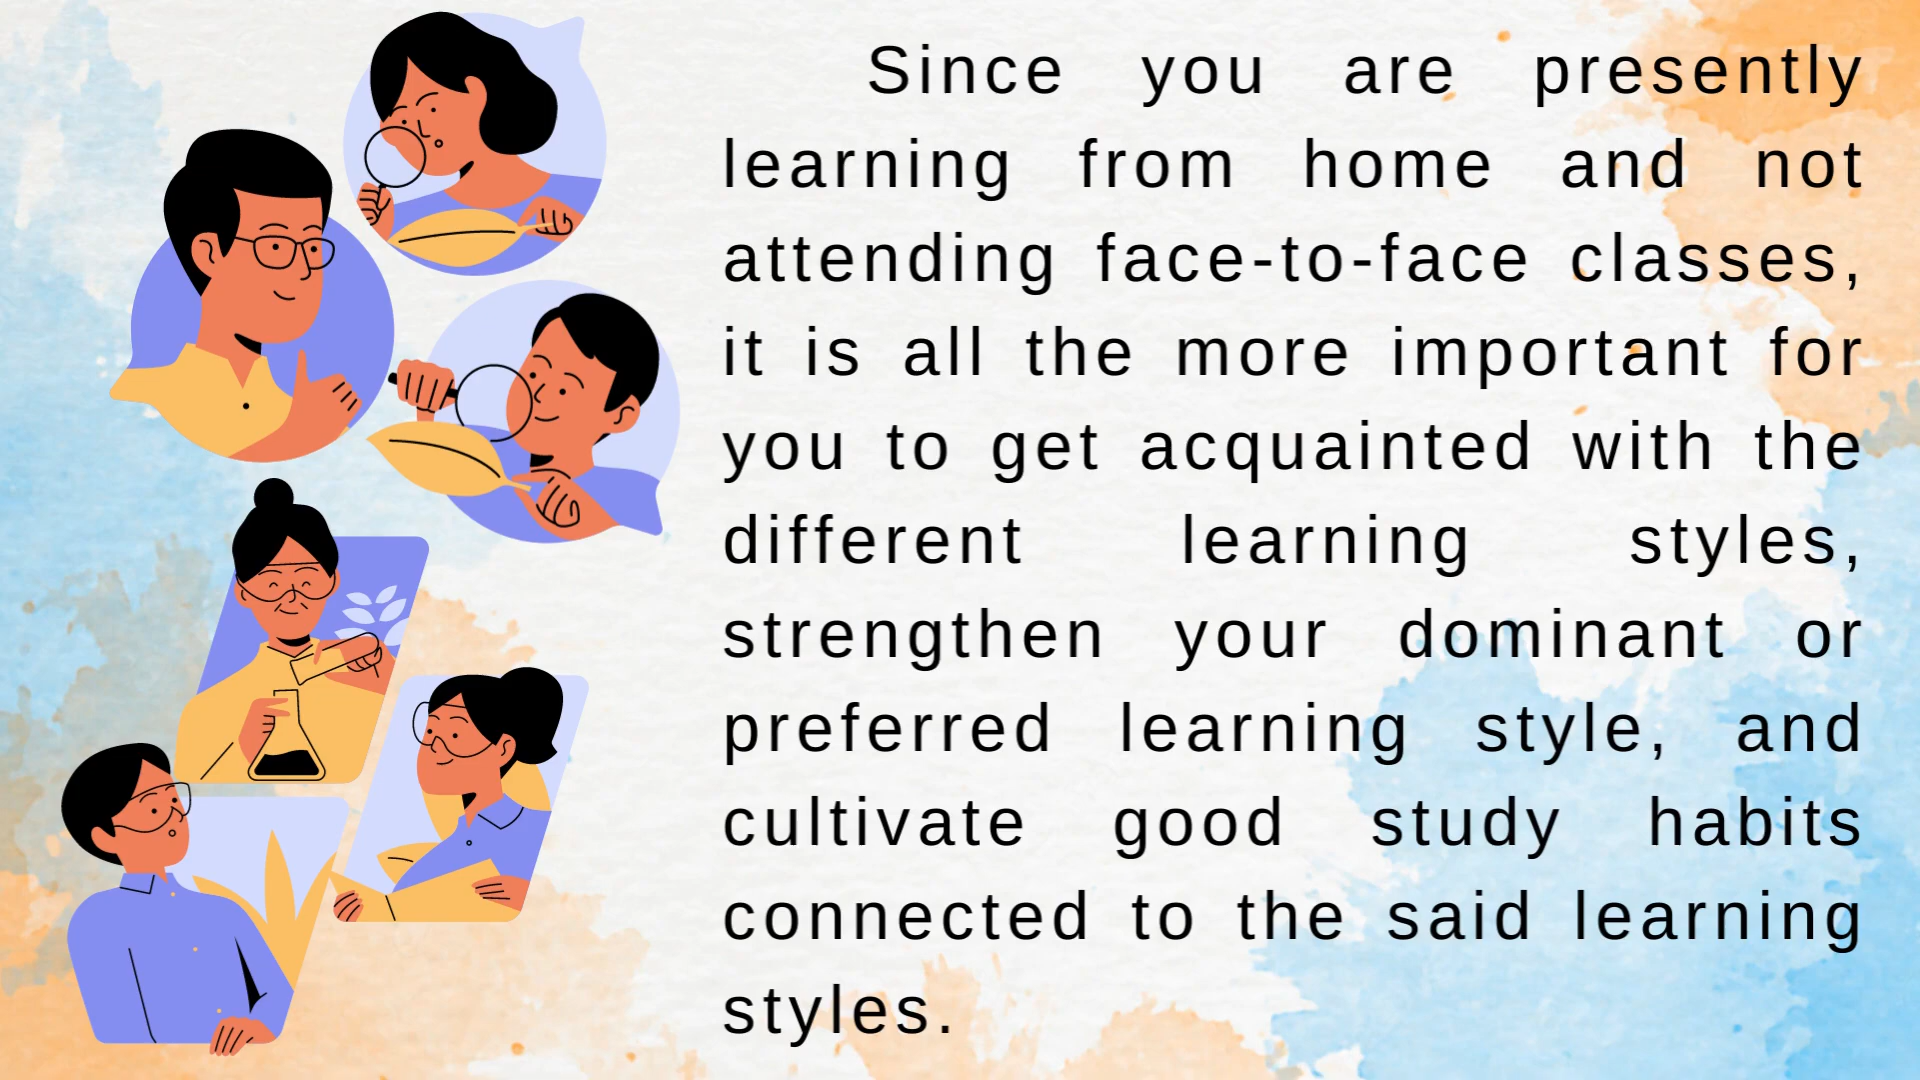 Since you are presently
learning from home and not
attending face-to-face classes,
it is all the more important for
you to get acquainted with the
different learning styles,
strengthen your dominant or
preferred learning style, and
cultivate good study habits
connected to the said learning
styles.